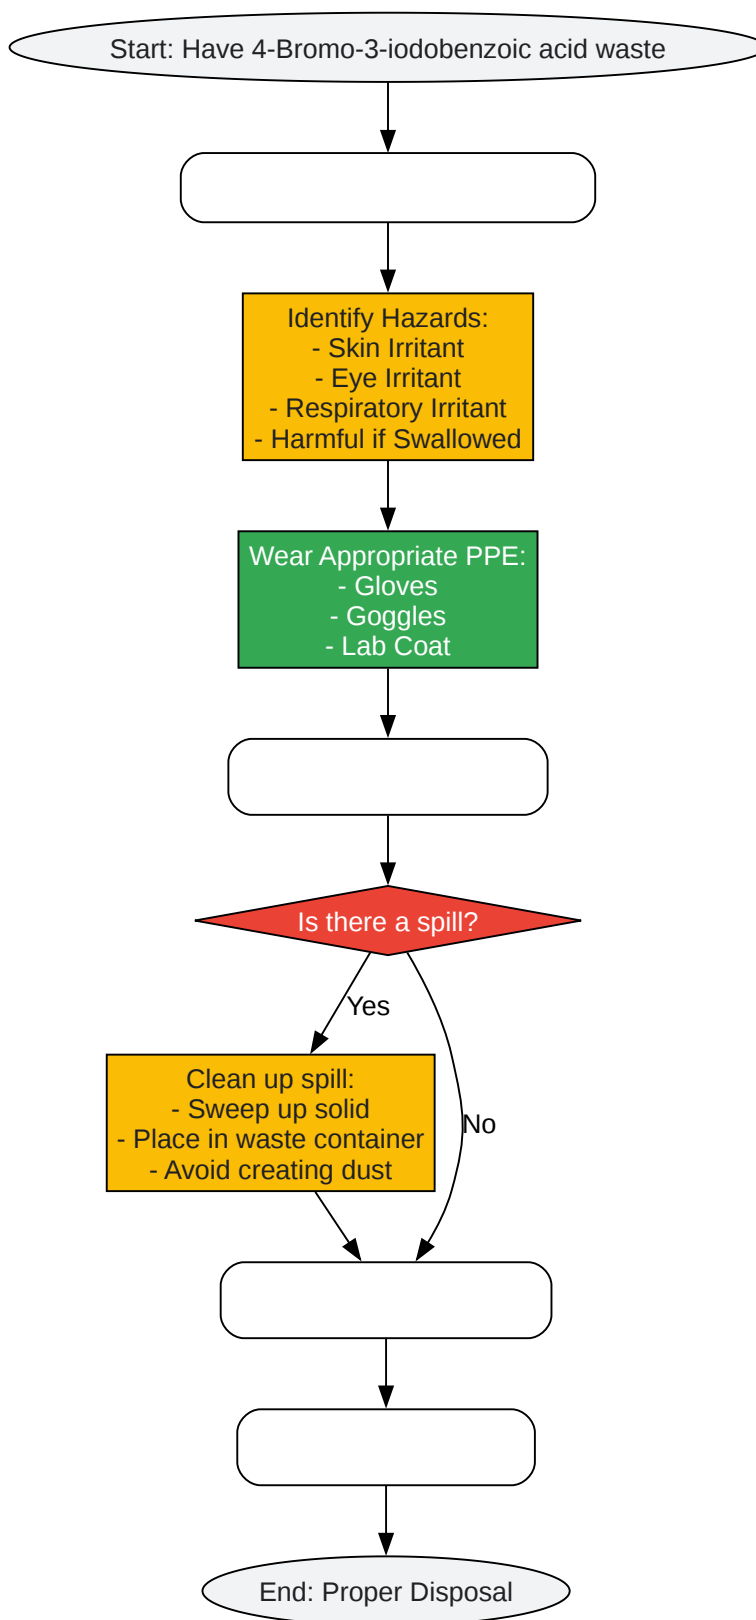 Start: Have 4-Bromo-3-iodobenzoic acid waste
Identify Hazards:
- Skin Irritant
- Eye Irritant
- Respiratory Irritant
- Harmful if Swallowed
Wear Appropriate PPE:
- Gloves
- Goggles
- Lab Coat
Is there a spill?
Yes
Clean up spill:
- Sweep up solid
- Place in waste container
- Avoid creating dust
No
End: Proper Disposal